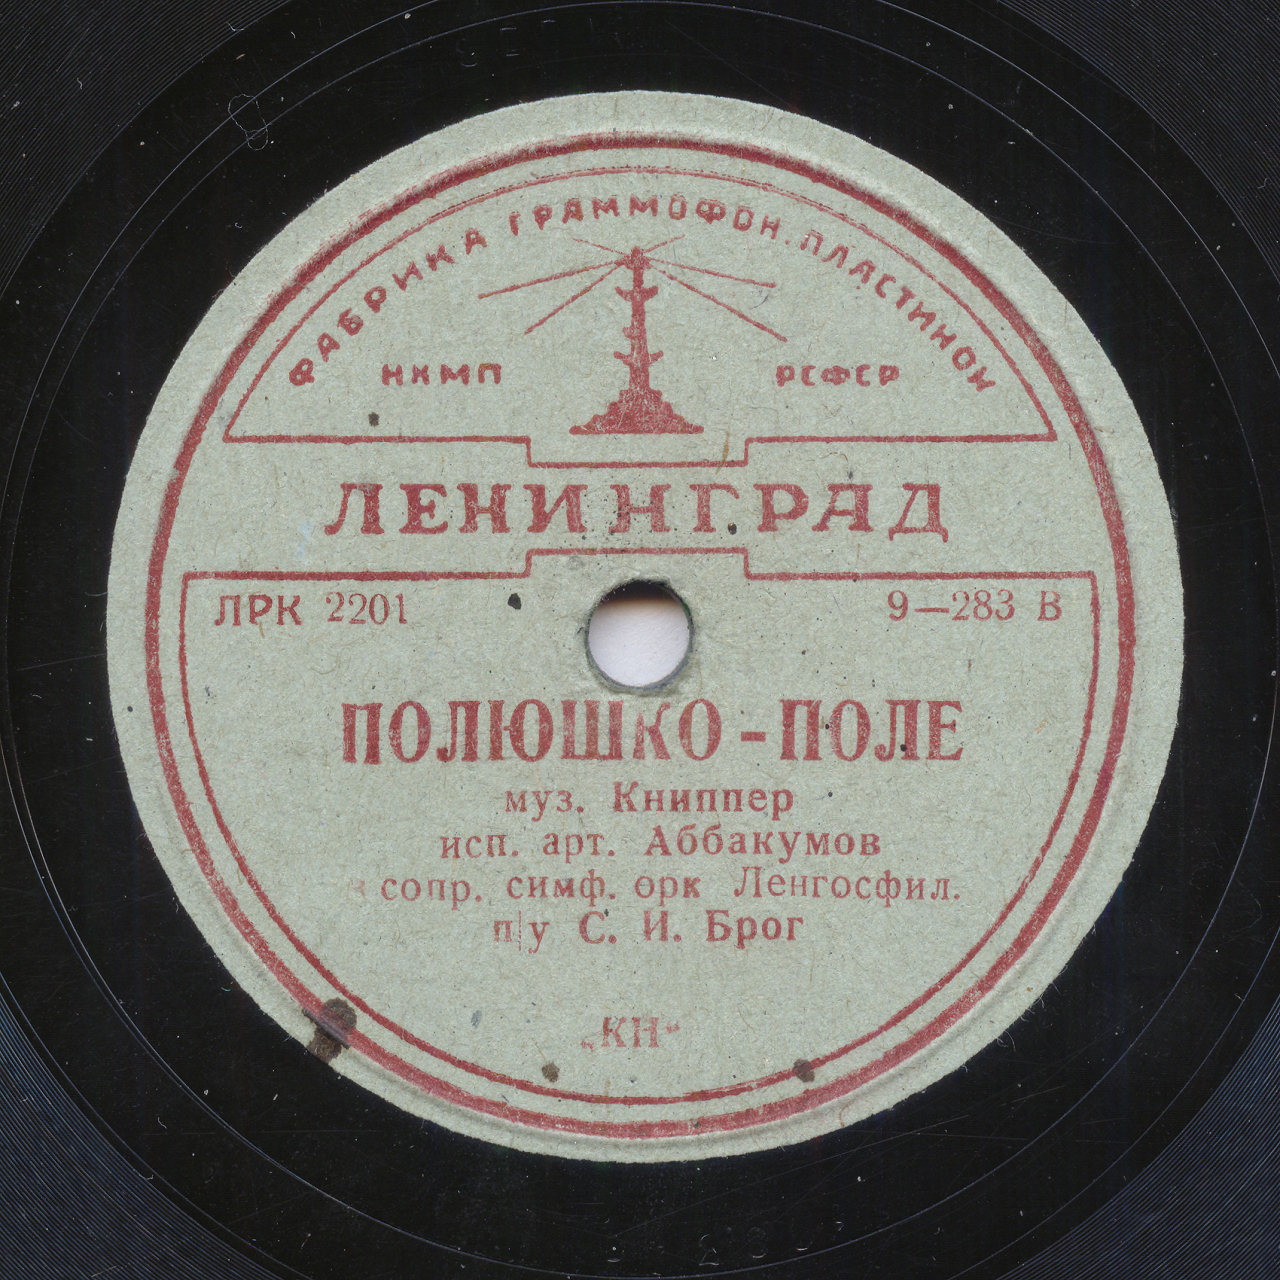 ФАБРИКА ГРАММОФОН. ПЛАСТИНОК
НКМП РСФСР
ЛЕНИНГРАД
ЛРК 2201 9—283 В
ПОЛЮШКО-ПОЛЕ
муз. Книппер
исп. арт. Аббакумов
в сопр. симф. орк Ленгосфил.
п/у С. И. Брог
„КН"